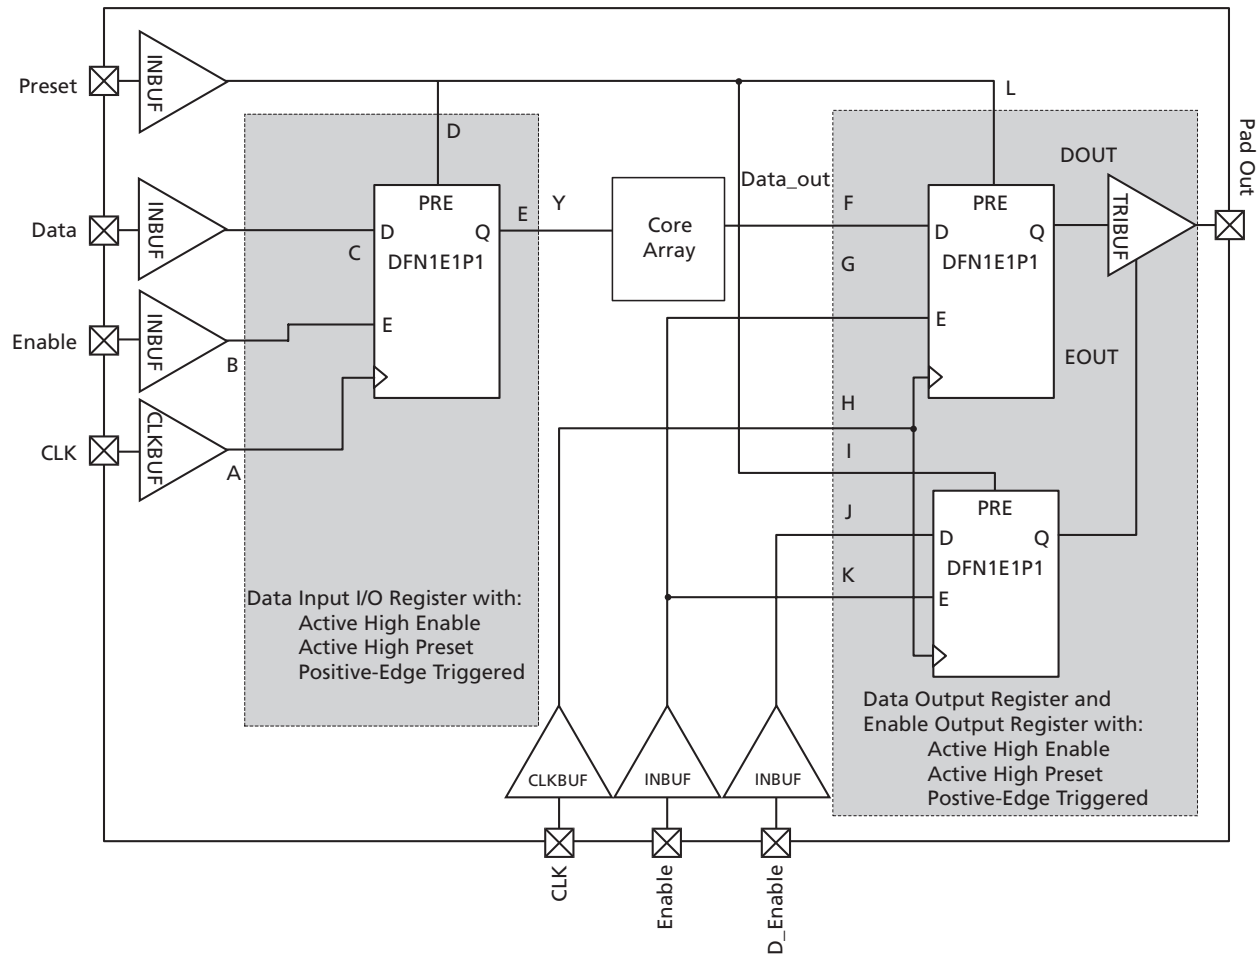 Preset
INBUF
L
Pad Out
D
DOUT
Data
INBUF
PRE
D
Q
DFN1E1P1
C
E
Y
Core
Array
Data_out
F
PRE
D
Q
DFN1E1P1
TRIBUF
G
E
Enable
INBUF
B
E
EOUT
H
CLK
CLKBUF
A
I
J
PRE
D
Q
DFN1E1P1
K
E
Data Input I/O Register with:
Active High Enable
Active High Preset
Positive-Edge Triggered
Data Output Register and
Enable Output Register with:
Active High Enable
Active High Preset
Postive-Edge Triggered
CLKBUF
INBUF
INBUF
CLK
Enable
D_Enable